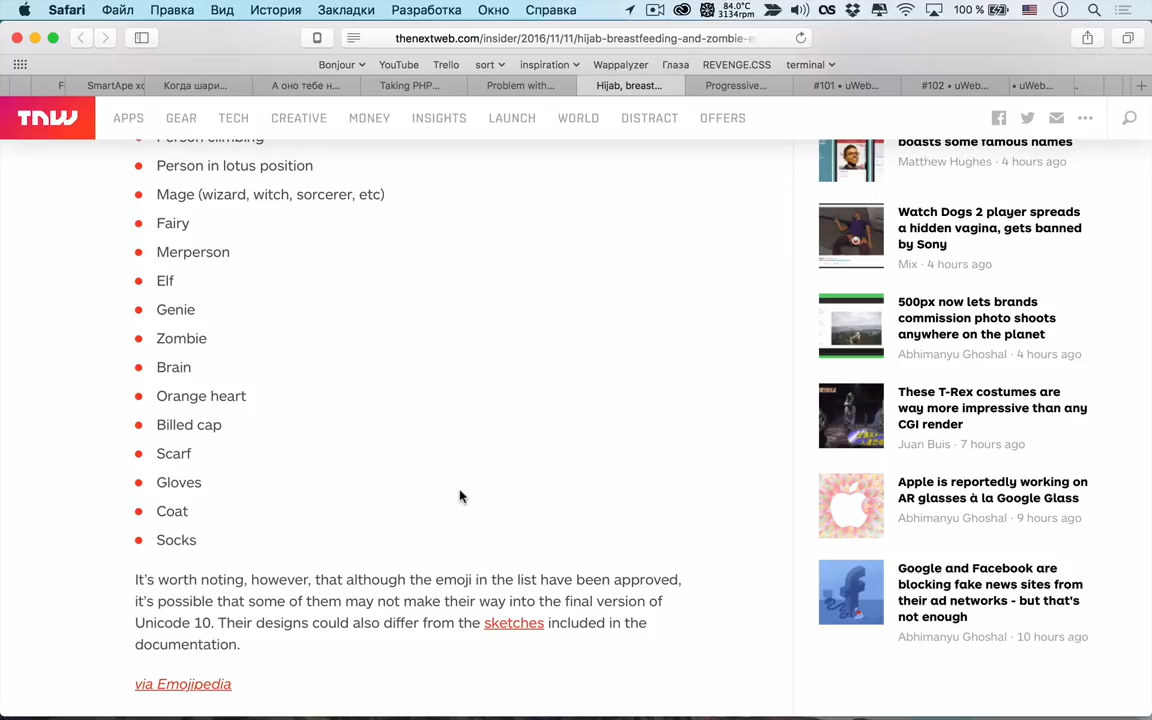 Safari Файл Правка Вид История Закладки Разработка Окно Справка 84.0°C 3134rpm 100 %
thenextweb.com/insider/2016/11/11/hijab-breastfeeding-and-zombie-e
Bonjour YouTube Trello sort inspiration Wappalyzer Глаза REVENGE.CSS terminal
F SmartApe хо Когда шари... А оно тебе н... Taking PHP... Problem with... Hijab, breast... Progressive... #101 • uWeb... #102 • uWeb... • uWeb...
TNW APPS GEAR TECH CREATIVE MONEY INSIGHTS LAUNCH WORLD DISTRACT OFFERS
Person climbing
Person in lotus position
Mage (wizard, witch, sorcerer, etc)
Fairy
Merperson
Elf
Genie
Zombie
Brain
Orange heart
Billed cap
Scarf
Gloves
Coat
Socks
It's worth noting, however, that although the emoji in the list have been approved,
it's possible that some of them may not make their way into the final version of
Unicode 10. Their designs could also differ from the sketches included in the
documentation.
via Emojipedia
boasts some famous names
Matthew Hughes · 4 hours ago
Watch Dogs 2 player spreads
a hidden vagina, gets banned
by Sony
Mix · 4 hours ago
500px now lets brands
commission photo shoots
anywhere on the planet
Abhimanyu Ghoshal · 4 hours ago
These T-Rex costumes are
way more impressive than any
CGI render
Juan Buis · 7 hours ago
Apple is reportedly working on
AR glasses à la Google Glass
Abhimanyu Ghoshal · 9 hours ago
Google and Facebook are
blocking fake news sites from
their ad networks - but that's
not enough
Abhimanyu Ghoshal · 10 hours ago